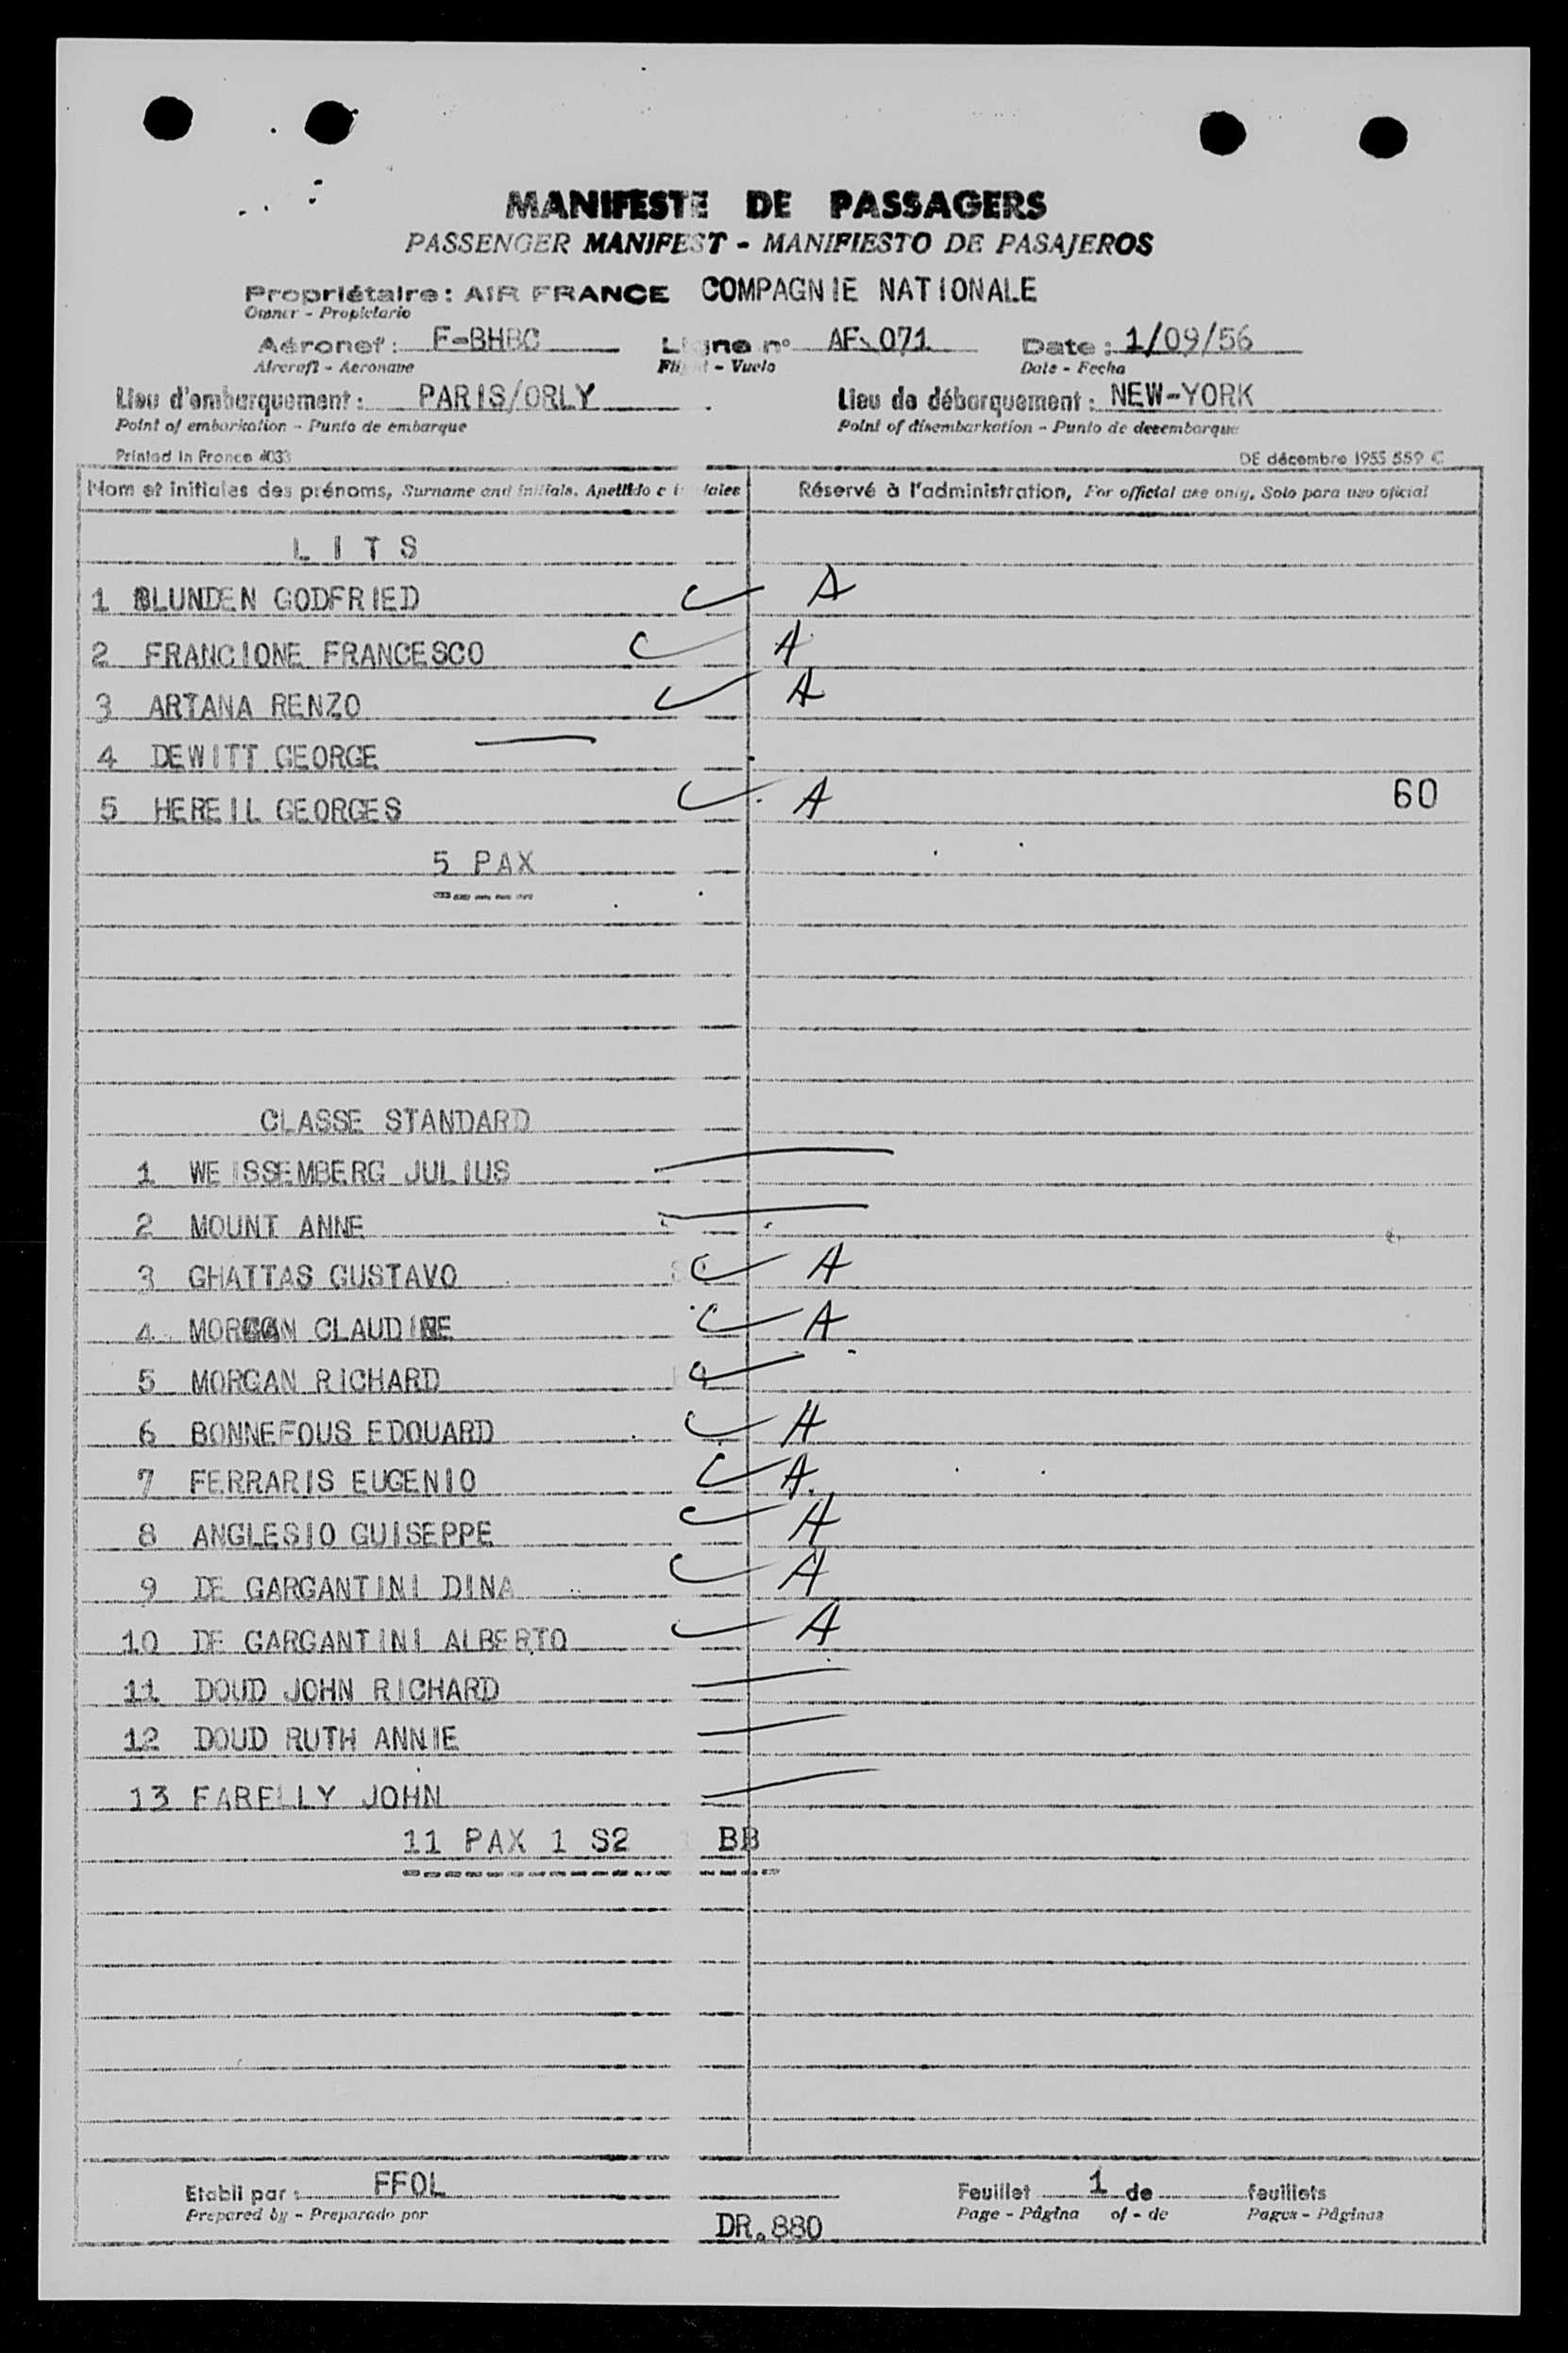 MANIFESTE DE PASSAGERS
PASSENGER MANIFEST - MANIFIESTO DE PASAJEROS
Propriétaire: AIR FRANCE COMPAGNIE NATIONALE
Owner - Propietario
Aéronef: F-BHBC Ligne n° AF. 071 Date: 1/09/56
Aircraft - Aeronave Flight - Vuelo Date - Fecha
Lieu d'embarquement: PARIS/ORLY Lieu de débarquement: NEW-YORK
Point of embarkation - Punto de embarque Point of disembarkation - Punto de desembarque
Printed in France 4033 DE décembre 1955 559 C
Nom et initiales des prénoms, Surname and initials. Apellido e iniciales Réservé à l'administration, For official use only, Solo para uso oficial
LITS
1 BLUNDEN GODFRIED A
2 FRANCIONE FRANCESCO A
3 ARTANA RENZO A
4 DEWITT GEORGE
5 HEREIL GEORGES A 60
5 PAX
CLASSE STANDARD
1 WEISSEMBERG JULIUS
2 MOUNT ANNE
3 GHATTAS GUSTAVO A
4 MORGAN CLAUDINE A
5 MORGAN RICHARD
6 BONNEFOUS EDOUARD A
7 FERRARIS EUGENIO A
8 ANGLESIO GUISEPPE A
9 DE GARGANTINI DINA A
10 DE GARGANTINI ALBERTO A
11 DOUD JOHN RICHARD
12 DOUD RUTH ANNIE
13 FARELLY JOHN
11 PAX 1 S2 BB
Etabli par: FFOL Feuillet 1 de feuillets
Prepared by - Preparado por Page - Página of - de Pages - Páginas
DR.880